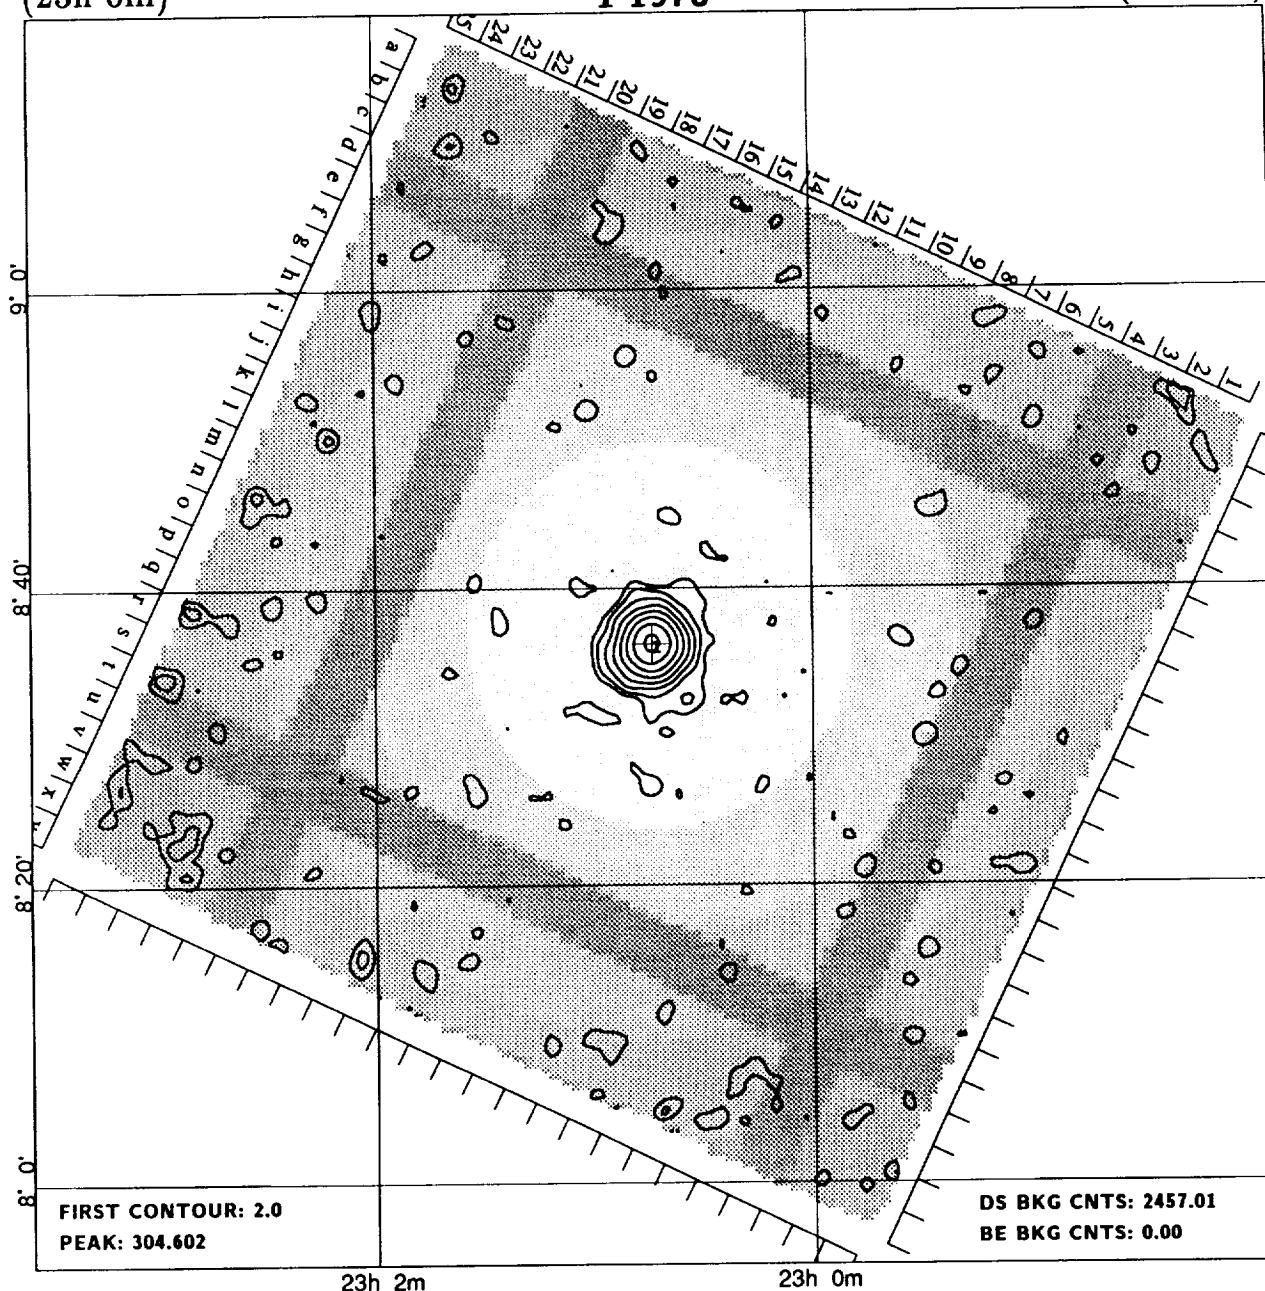 25 24 23 22 21 20 19 18 17 16 15 14 13 12 11 10 9 8 7 6 5 4 3 2 1
a b c d e f g h i j k l m n o p q r s t u v w x y
9° 0'
8° 40'
8° 20'
8° 0'
FIRST CONTOUR: 2.0
PEAK: 304.602
DS BKG CNTS: 2457.01
BE BKG CNTS: 0.00
23h 2m
23h 0m